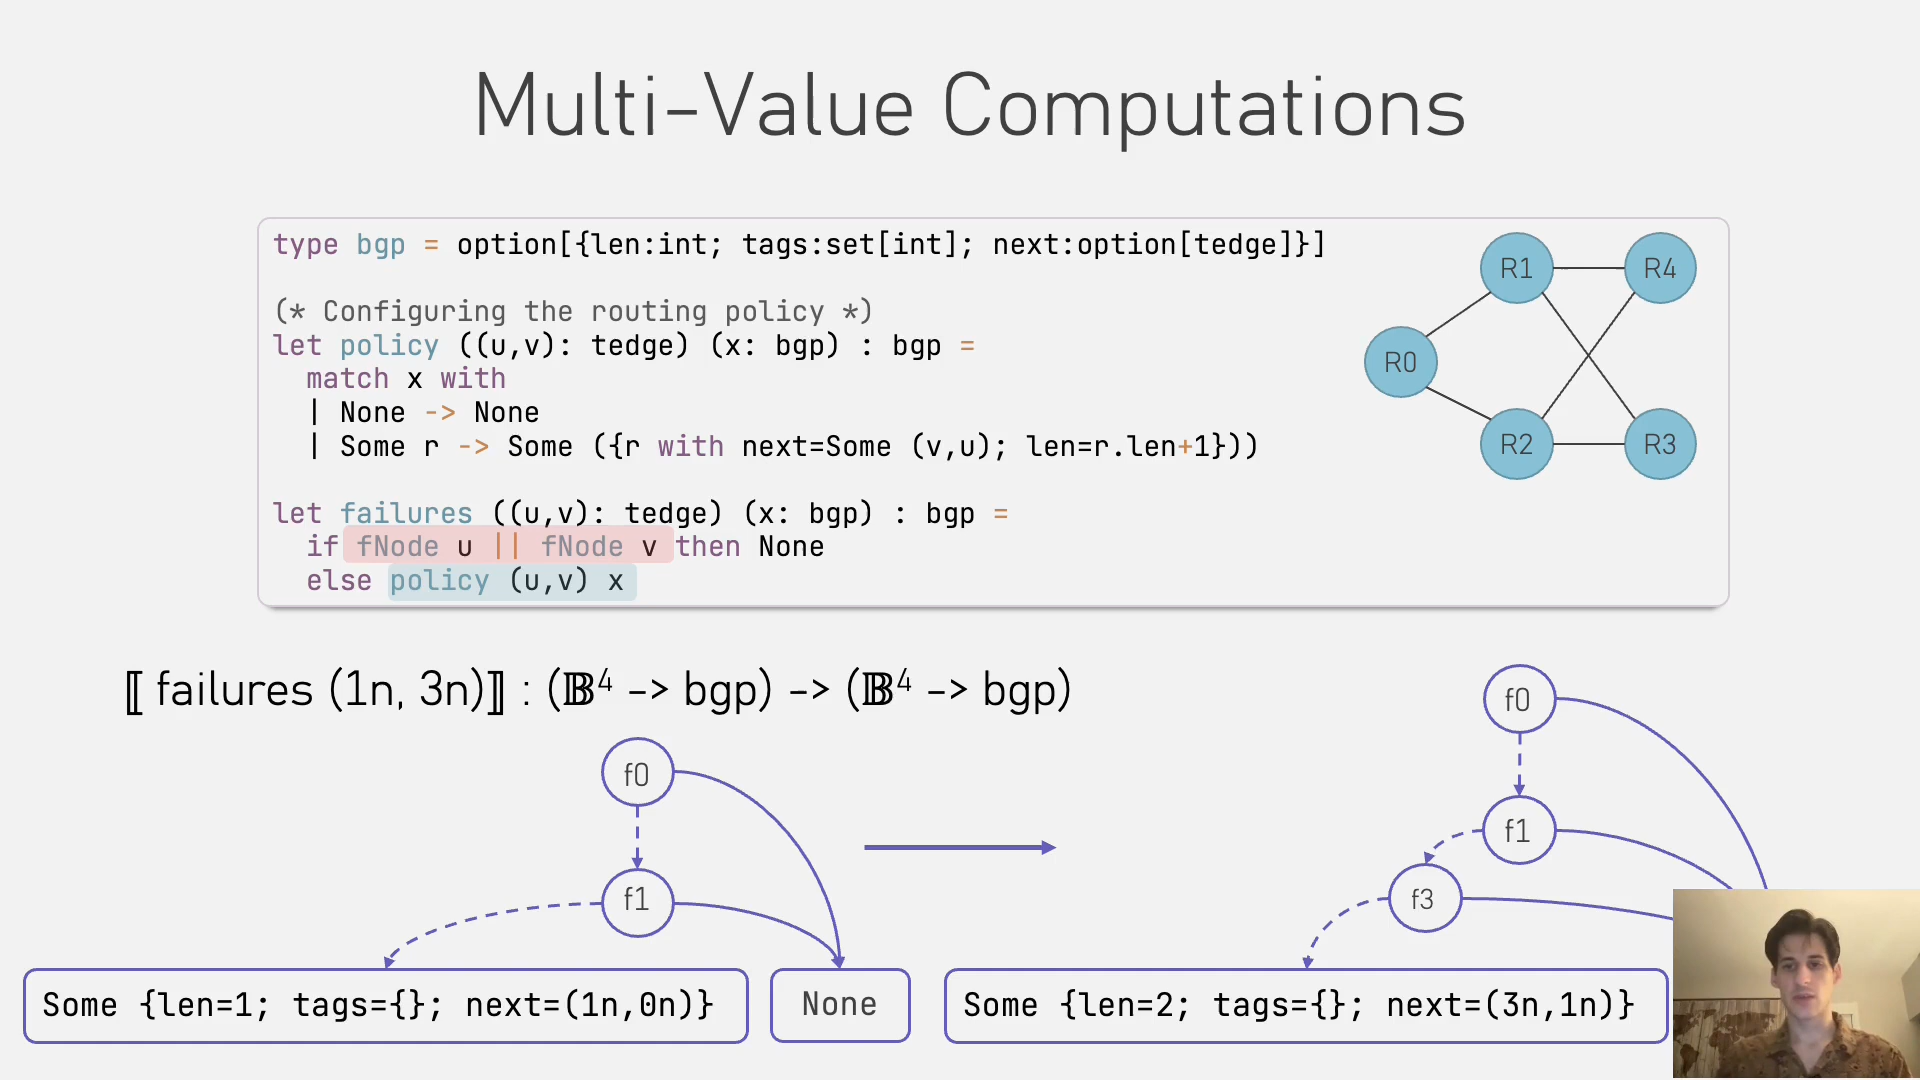 Multi-Value Computations
type bgp = option[{len:int; tags:set[int]; next:option[tedge]}]
(* Configuring the routing policy *)
let policy ((u,v): tedge) (x: bgp) : bgp =
match x with
| None -> None
| Some r -> Some ({r with next=Some (v,u); len=r.len+1}))
let failures ((u,v): tedge) (x: bgp) : bgp =
if fNode u || fNode v then None
else policy (u,v) x
R1
R4
R0
R2
R3
⟦ failures (1n, 3n)⟧ : (𝔹⁴ -> bgp) -> (𝔹⁴ -> bgp)
f0
f1
Some {len=1; tags={}; next=(1n,0n)}
None
f0
f1
f3
Some {len=2; tags={}; next=(3n,1n)}